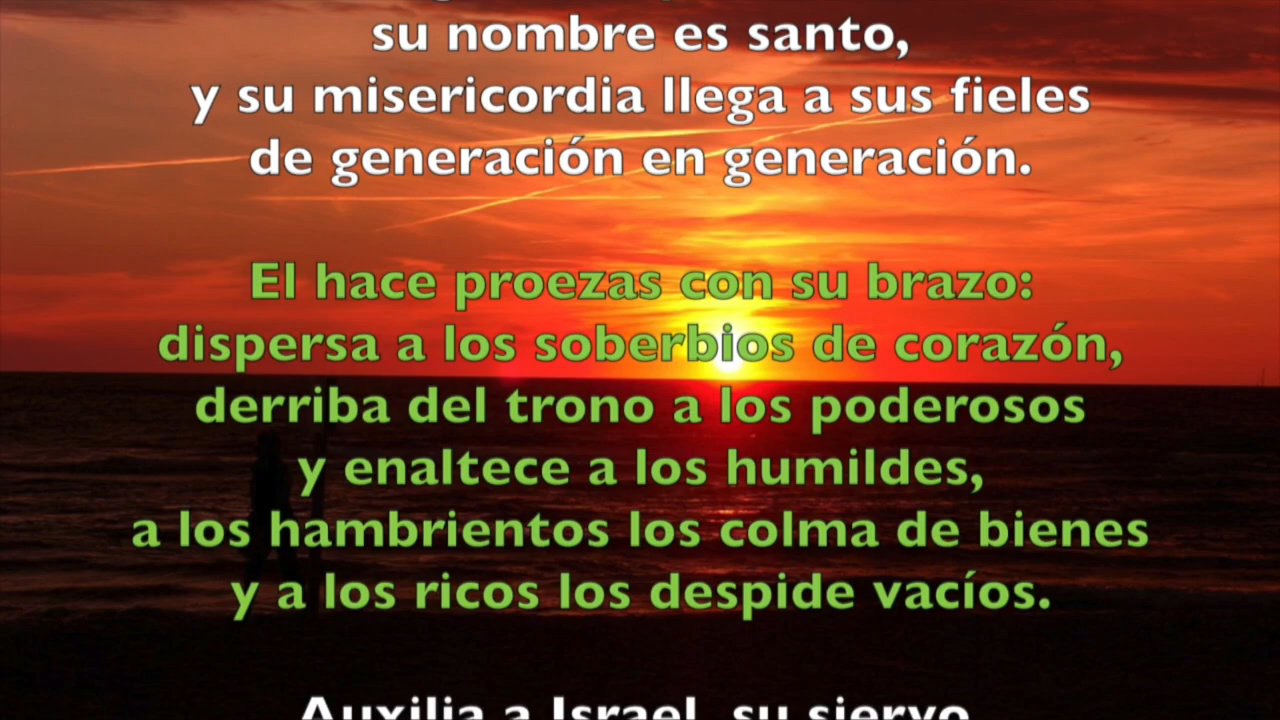 su nombre es santo,
y su misericordia llega a sus fieles
de generación en generación.
El hace proezas con su brazo:
dispersa a los soberbios de corazón,
derriba del trono a los poderosos
y enaltece a los humildes,
a los hambrientos los colma de bienes
y a los ricos los despide vacíos.
Auxilia a Israel, su siervo